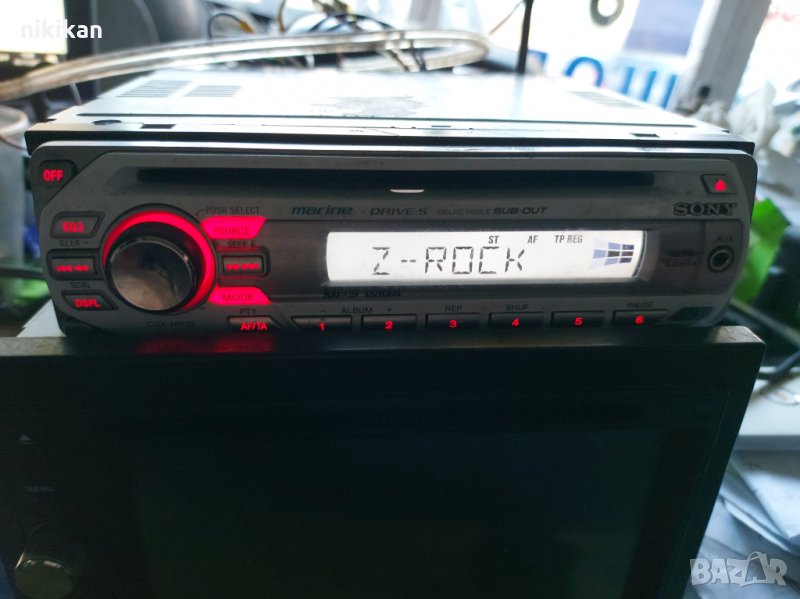 nikikan
OFF
PUSH SELECT
marine DRIVE-S SELECTABLE SUB-OUT
SONY
EQ3
SOURCE
SEEK -
SEEK +
ST AF TP REG
AUX
Z-ROCK
SCRL
DSPL
MODE
MP3 WMA
PTY
AF/TA
- ALBUM +
REP
SHUF
PAUSE
1 2 3 4 5 6
MENU
BAZAR